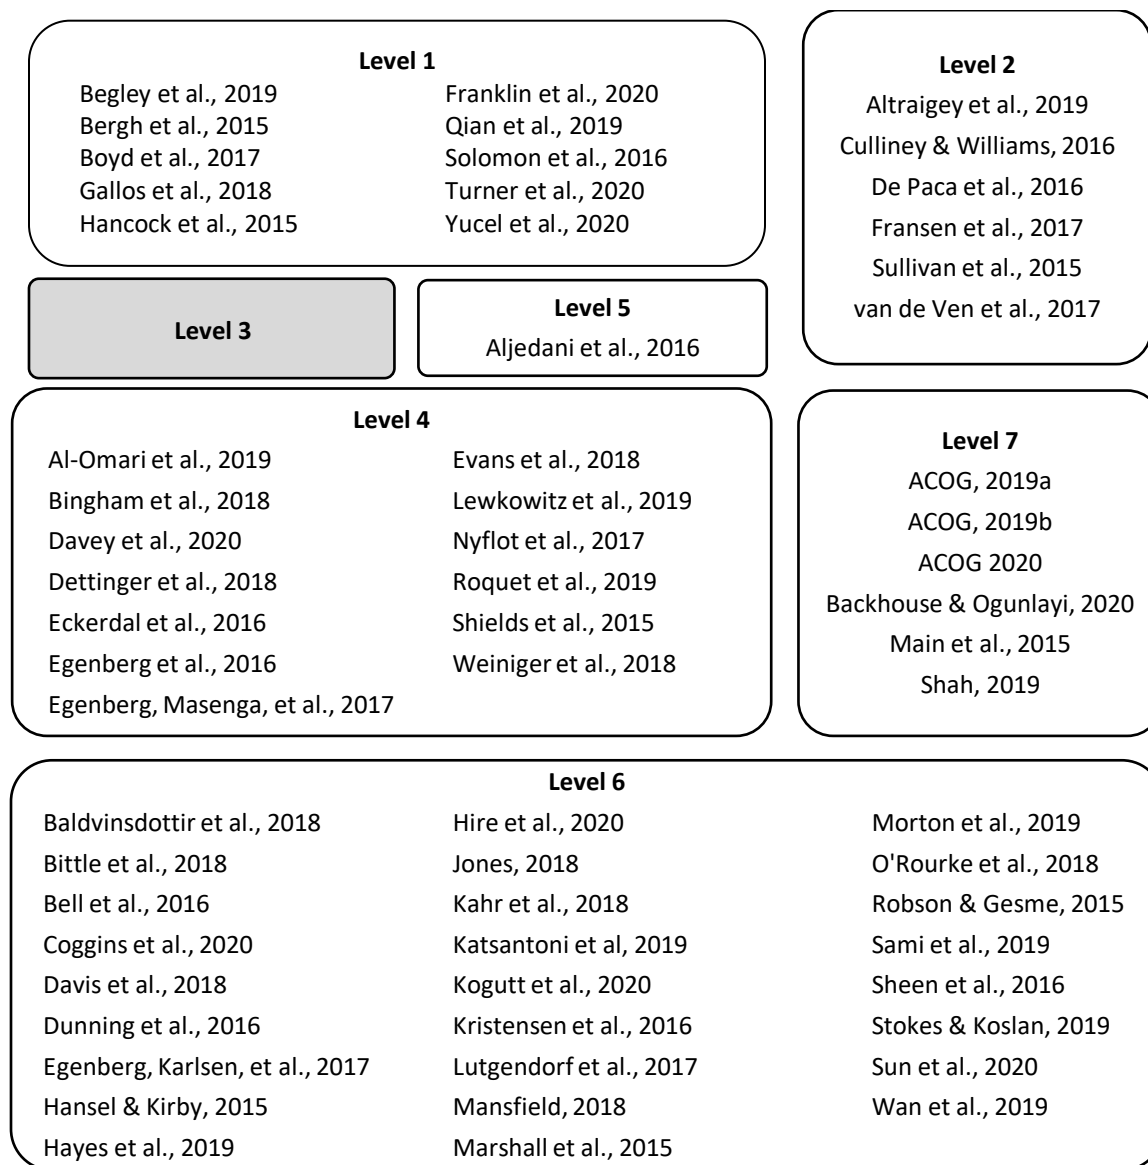 Level 1
Begley et al., 2019
Bergh et al., 2015
Boyd et al., 2017
Gallos et al., 2018
Hancock et al., 2015
Franklin et al., 2020
Qian et al., 2019
Solomon et al., 2016
Turner et al., 2020
Yucel et al., 2020
Level 2
Altraigey et al., 2019
Culliney & Williams, 2016
De Paca et al., 2016
Fransen et al., 2017
Sullivan et al., 2015
van de Ven et al., 2017
Level 3
Level 5
Aljedani et al., 2016
Level 4
Al-Omari et al., 2019
Bingham et al., 2018
Davey et al., 2020
Dettinger et al., 2018
Eckerdal et al., 2016
Egenberg et al., 2016
Egenberg, Masenga, et al., 2017
Evans et al., 2018
Lewkowitz et al., 2019
Nyflot et al., 2017
Roquet et al., 2019
Shields et al., 2015
Weiniger et al., 2018
Level 7
ACOG, 2019a
ACOG, 2019b
ACOG 2020
Backhouse & Ogunlayi, 2020
Main et al., 2015
Shah, 2019
Level 6
Baldvinsdottir et al., 2018
Bittle et al., 2018
Bell et al., 2016
Coggins et al., 2020
Davis et al., 2018
Dunning et al., 2016
Egenberg, Karlsen, et al., 2017
Hansel & Kirby, 2015
Hayes et al., 2019
Hire et al., 2020
Jones, 2018
Kahr et al., 2018
Katsantoni et al, 2019
Kogutt et al., 2020
Kristensen et al., 2016
Lutgendorf et al., 2017
Mansfield, 2018
Marshall et al., 2015
Morton et al., 2019
O'Rourke et al., 2018
Robson & Gesme, 2015
Sami et al., 2019
Sheen et al., 2016
Stokes & Koslan, 2019
Sun et al., 2020
Wan et al., 2019